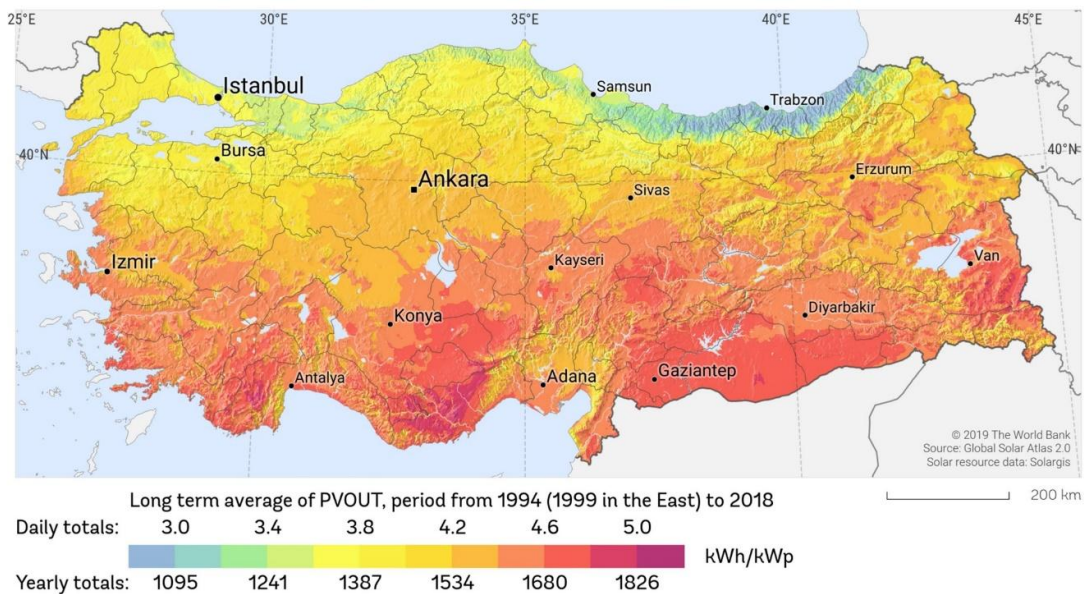 25°E 30°E 35°E 40°E 45°E
Istanbul
Samsun
Trabzon
Bursa
40°N
40°N
Ankara
Sivas
Erzurum
Izmir
Kayseri
Van
Konya
Diyarbakir
Antalya
Adana
Gaziantep
© 2019 The World Bank
Source: Global Solar Atlas 2.0
Solar resource data: Solargis
Long term average of PVOUT, period from 1994 (1999 in the East) to 2018
200 km
Daily totals: 3.0 3.4 3.8 4.2 4.6 5.0
kWh/kWp
Yearly totals: 1095 1241 1387 1534 1680 1826